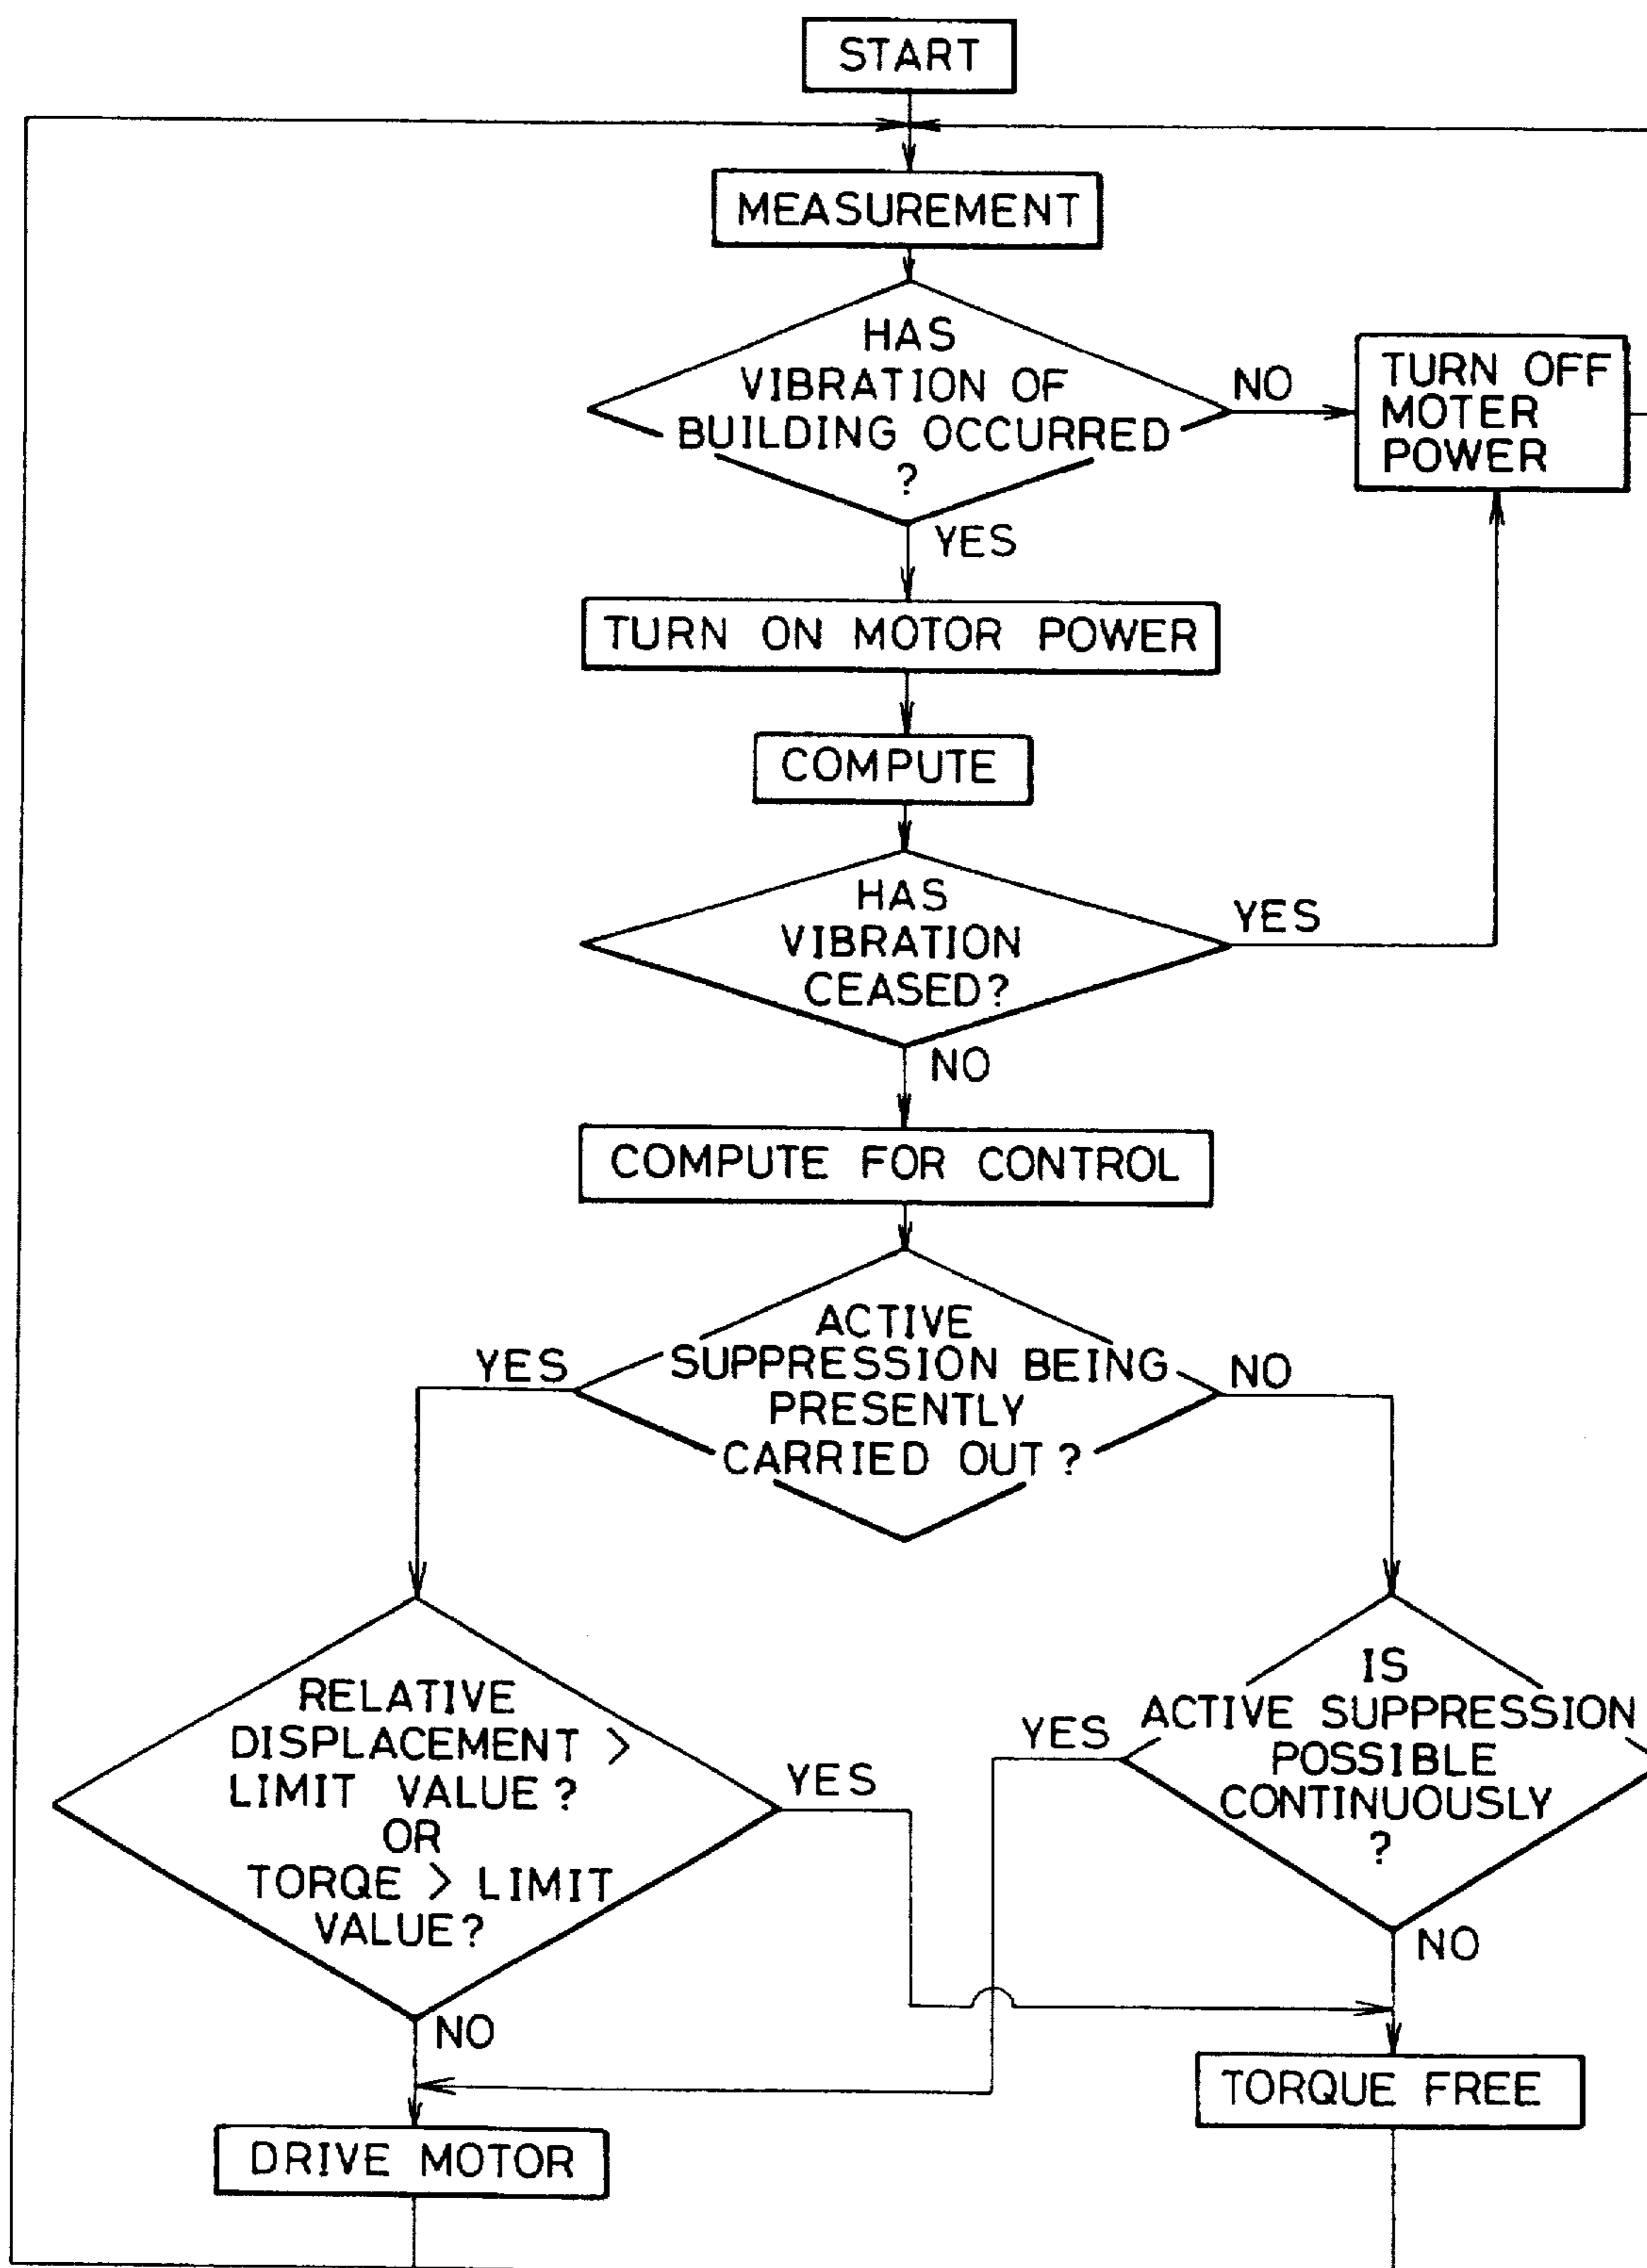 START
MEASUREMENT
HAS
VIBRATION OF
BUILDING OCCURRED
?
NO
TURN OFF
MOTER
POWER
YES
TURN ON MOTOR POWER
COMPUTE
HAS
VIBRATION
CEASED?
YES
NO
COMPUTE FOR CONTROL
ACTIVE
SUPPRESSION BEING
PRESENTLY
CARRIED OUT?
YES
NO
RELATIVE
DISPLACEMENT >
LIMIT VALUE?
OR
TORQE > LIMIT
VALUE?
YES
NO
IS
ACTIVE SUPPRESSION
POSSIBLE
CONTINUOUSLY
?
YES
NO
DRIVE MOTOR
TORQUE FREE